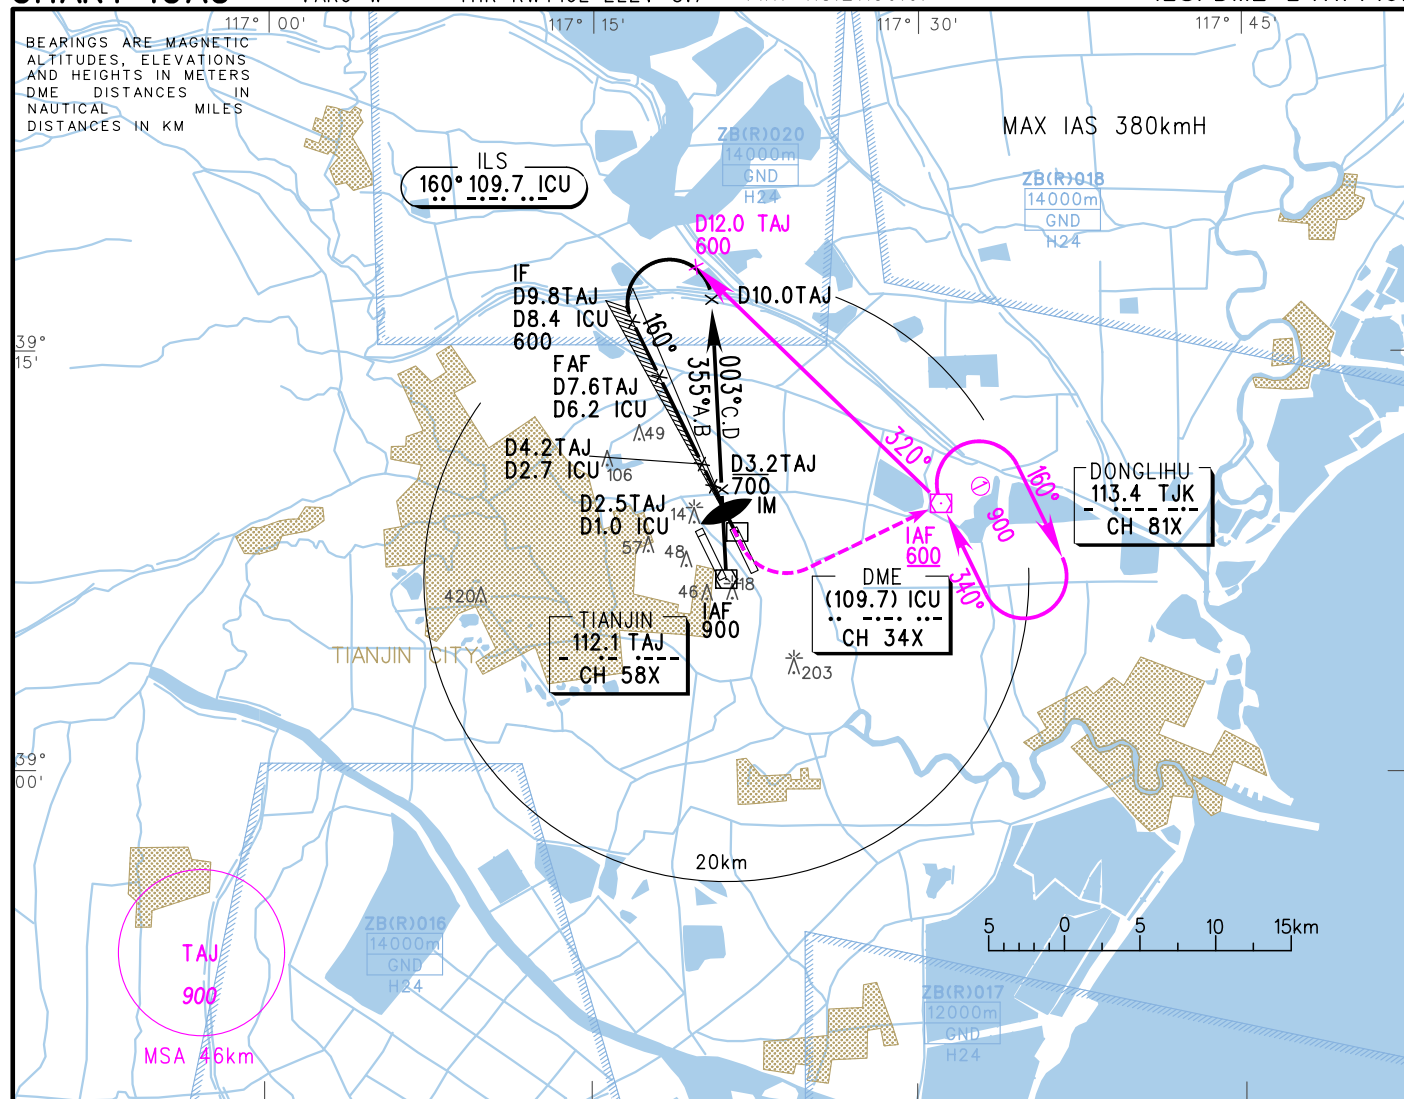 117° 00'
117° 15'
117° 30'
117° 45'
BEARINGS ARE MAGNETIC
ALTITUDES, ELEVATIONS
AND HEIGHTS IN METERS
DME DISTANCES IN
NAUTICAL MILES
DISTANCES IN KM
MAX IAS 380kmH
ZB(R)020
14000m
GND
H24
ILS
160° 109.7 ICU
ZB(R)018
14000m
GND
H24
D12.0 TAJ
600
IF
D9.8TAJ
D8.4 ICU
600
D10.0TAJ
160°
003°C.D
355°A.B
39°
15'
FAF
D7.6TAJ
D6.2 ICU
49
D4.2TAJ
D2.7 ICU
106
D3.2TAJ
700
IM
320°
1
160°
900
340°
DONGLIHU
113.4 TJK
CH 81X
D2.5TAJ
D1.0 ICU
147
57
48
IAF
600
DME
(109.7) ICU
CH 34X
420
46
18
IAF
900
TIANJIN
112.1 TAJ
CH 58X
TIANJIN CITY
203
39°
00'
20km
5 0 5 10 15km
TAJ
900
MSA 46km
ZB(R)016
14000m
GND
H24
ZB(R)017
12000m
GND
H24